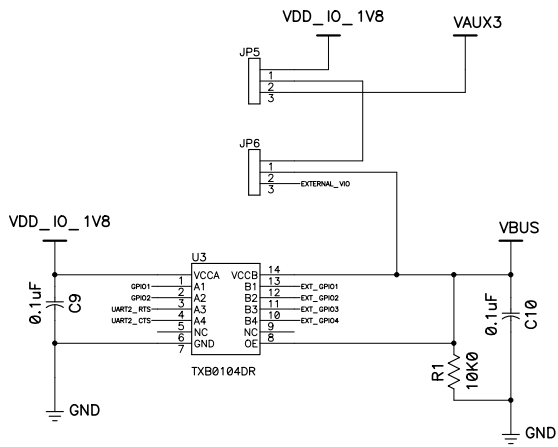 VDD_IO_1V8
VAUX3
JP5
1
2
3
JP6
1
2
3
EXTERNAL_VIO
VDD_IO_1V8
VBUS
U3
VCCA VCCB 14
GPIO1 1 A1 B1 13 EXT_GPIO1
GPIO2 2 A2 B2 12 EXT_GPIO2
UART2_RTS 3 A3 B3 11 EXT_GPIO3
UART2_CTS 4 A4 B4 10 EXT_GPIO4
5 NC NC 9
6 GND OE 8
7
TXB0104DR
0.1uF
C9
0.1uF
C10
R1
10K0
GND
GND